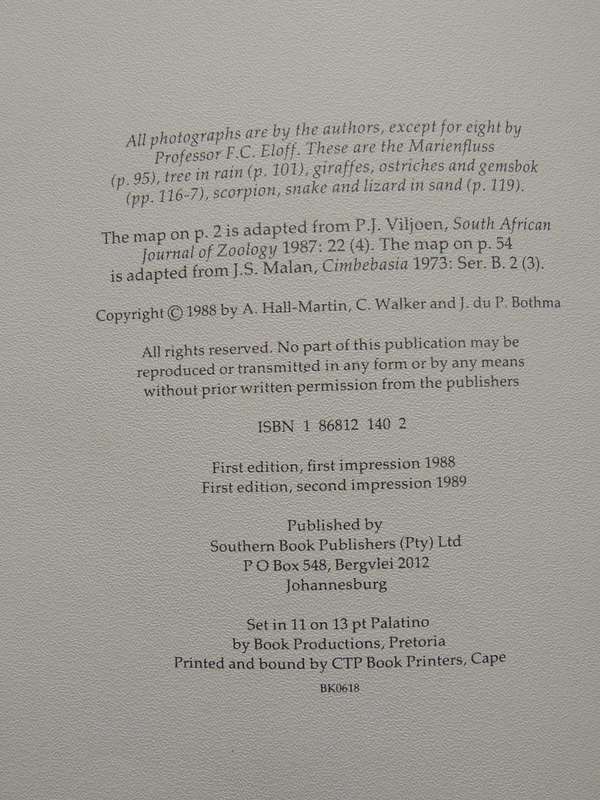 All photographs are by the authors, except for eight by
Professor F.C. Eloff. These are the Marienfluss
(p. 95), tree in rain (p. 101), giraffes, ostriches and gemsbok
(pp. 116-7), scorpion, snake and lizard in sand (p. 119).
The map on p. 2 is adapted from P.J. Viljoen, South African
Journal of Zoology 1987: 22 (4). The map on p. 54
is adapted from J.S. Malan, Cimbebasia 1973: Ser. B. 2 (3).
Copyright © 1988 by A. Hall-Martin, C. Walker and J. du P. Bothma
All rights reserved. No part of this publication may be
reproduced or transmitted in any form or by any means
without prior written permission from the publishers
ISBN 1 86812 140 2
First edition, first impression 1988
First edition, second impression 1989
Published by
Southern Book Publishers (Pty) Ltd
P O Box 548, Bergvlei 2012
Johannesburg
Set in 11 on 13 pt Palatino
by Book Productions, Pretoria
Printed and bound by CTP Book Printers, Cape
BK0618